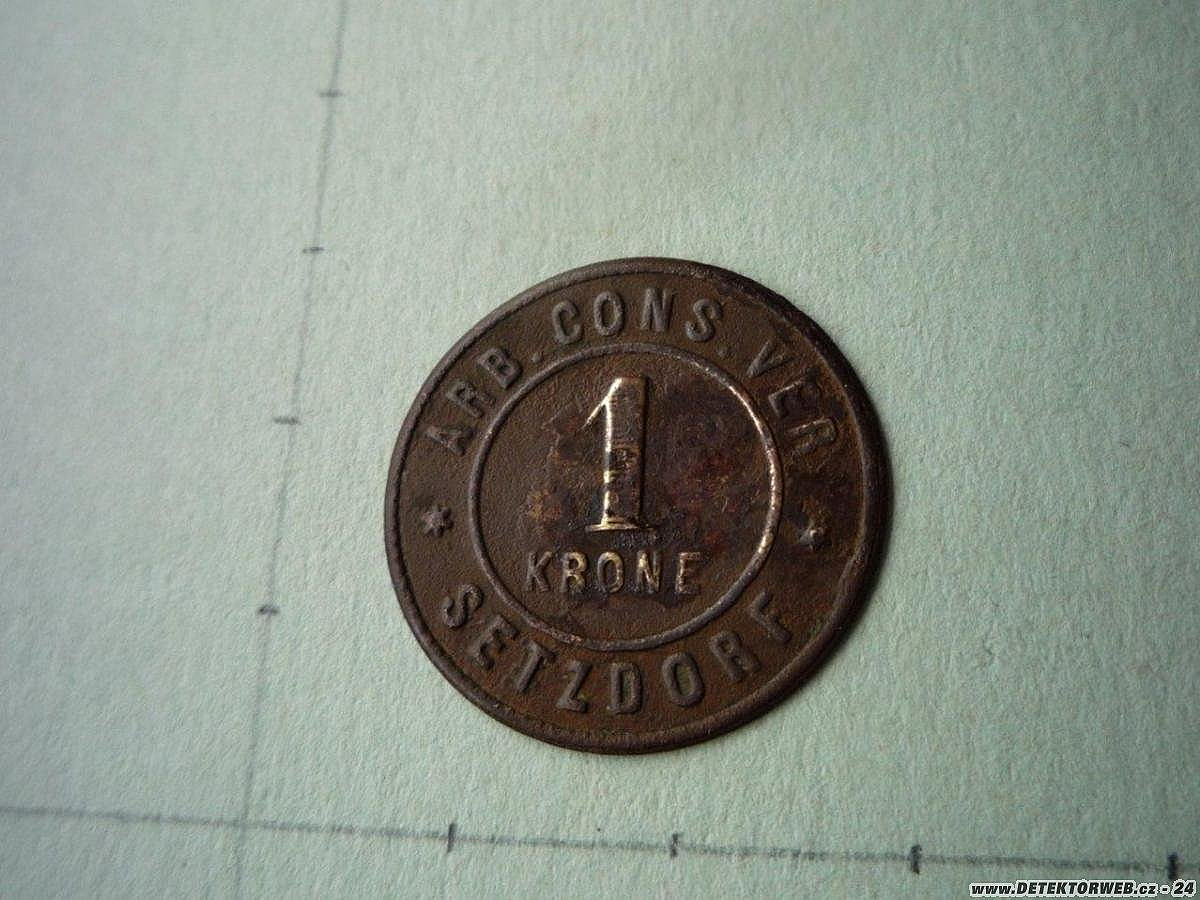 ARB. CONS. VER
1
KRONE
SETZDORF
www.DETEKTORWEB.cz - 24